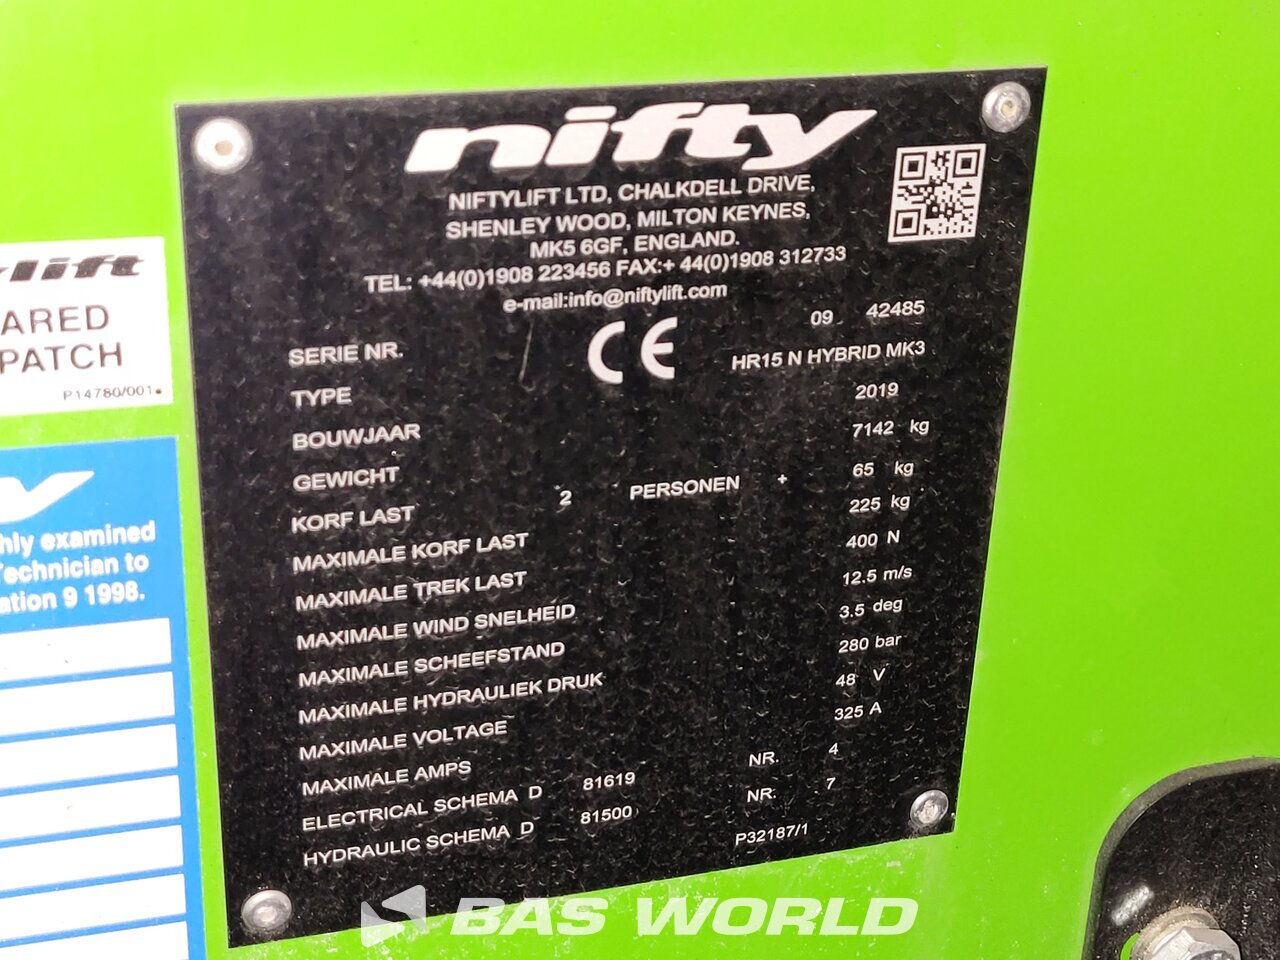 nifty
NIFTYLIFT LTD, CHALKDELL DRIVE,
SHENLEY WOOD, MILTON KEYNES,
MK5 6GF, ENGLAND.
TEL: +44(0)1908 223456 FAX:+ 44(0)1908 312733
e-mail:info@niftylift.com
CE
SERIE NR. 09 42485
TYPE HR15 N HYBRID MK3
BOUWJAAR 2019
GEWICHT 7142 kg
KORF LAST 2 PERSONEN + 65 kg
MAXIMALE KORF LAST 225 kg
MAXIMALE TREK LAST 400 N
MAXIMALE WIND SNELHEID 12.5 m/s
MAXIMALE SCHEEFSTAND 3.5 deg
MAXIMALE HYDRAULIEK DRUK 280 bar
MAXIMALE VOLTAGE 48 V
MAXIMALE AMPS 325 A
ELECTRICAL SCHEMA D 81619 NR. 4
HYDRAULIC SCHEMA D 81500 NR. 7
P32187/1
ylift
ARED
PATCH
P14780/001.
y
hly examined
Technician to
ation 9 1998.
BAS WORLD